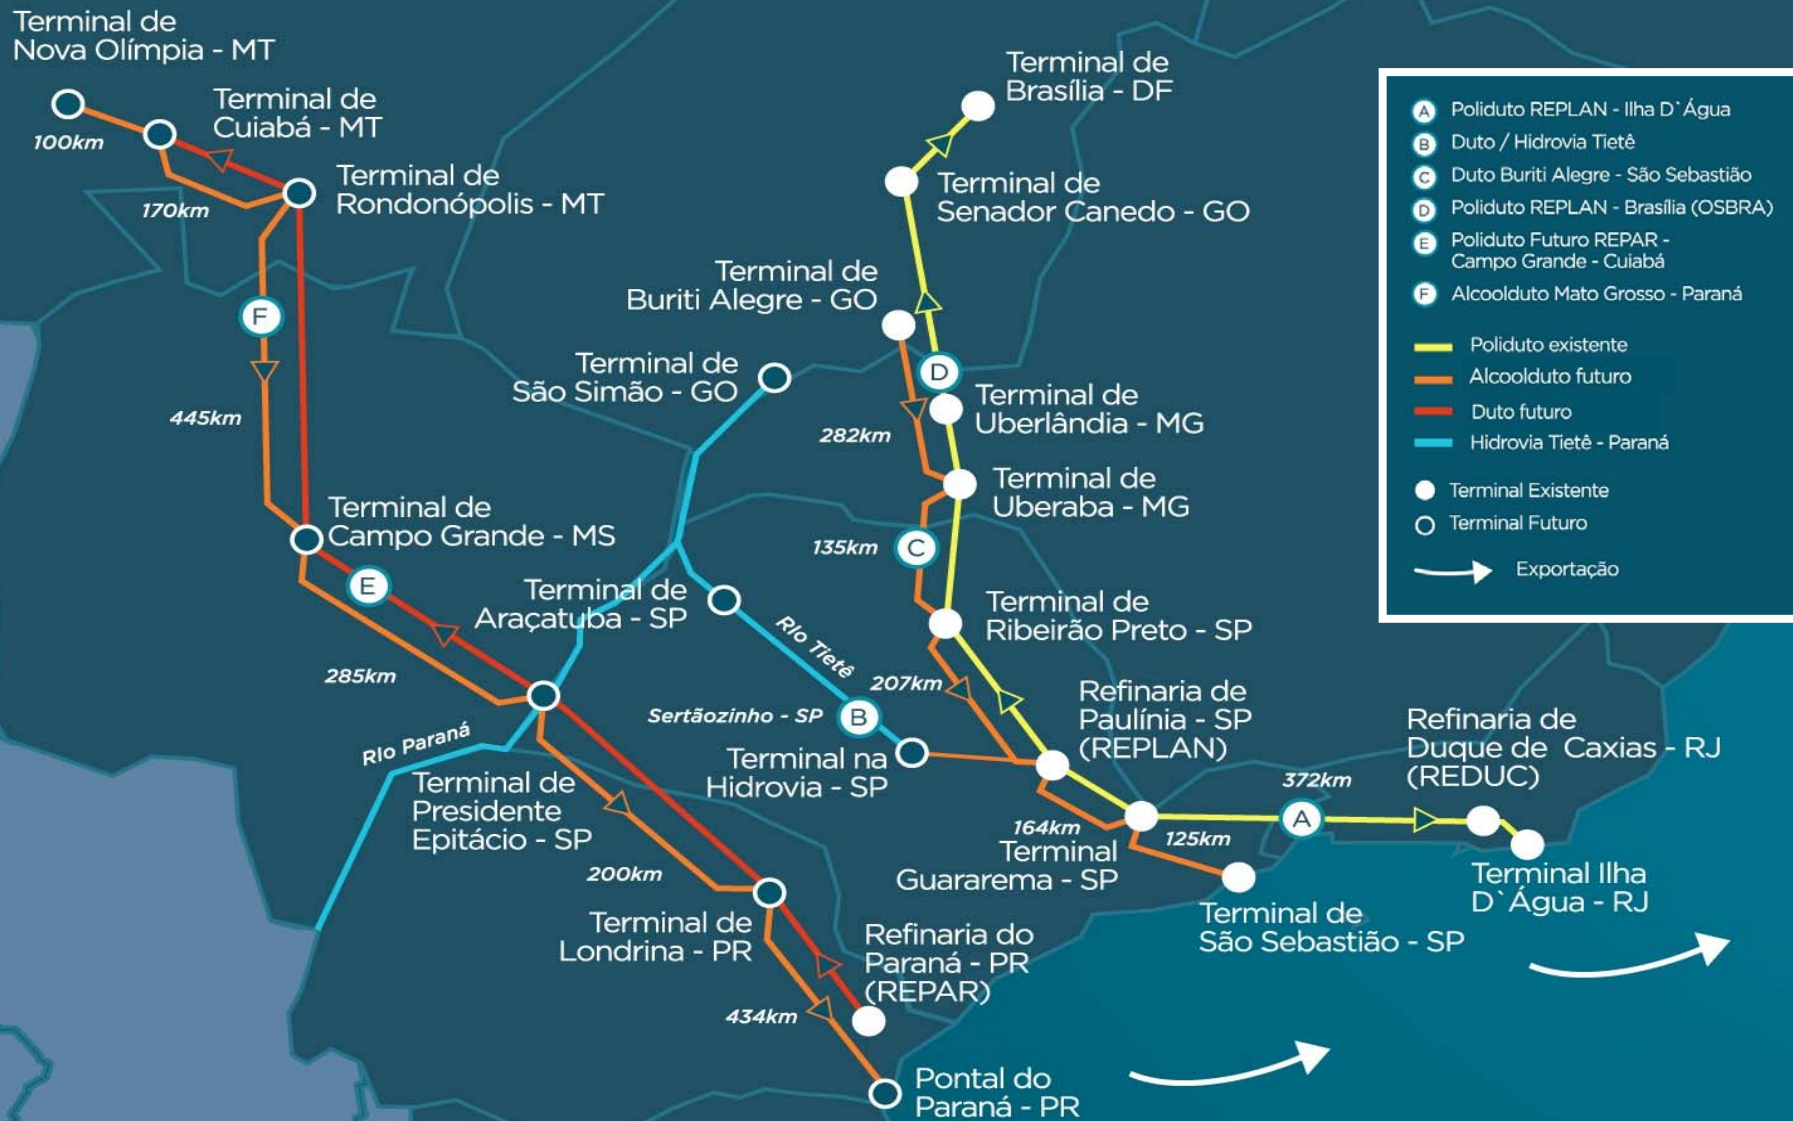 Terminal de
Nova Olímpia - MT
100km
Terminal de
Cuiabá - MT
170km
Terminal de
Rondonópolis - MT
F
445km
Terminal de
Campo Grande - MS
E
285km
Terminal de
Brasília - DF
Terminal de
Senador Canedo - GO
Terminal de
Buriti Alegre - GO
Terminal de
São Simão - GO
D
Terminal de
Uberlândia - MG
282km
Terminal de
Uberaba - MG
135km
C
Terminal de
Araçatuba - SP
RIo Tietê
Terminal de
Ribeirão Preto - SP
207km
Sertãozinho - SP
B
Terminal na
Hidrovia - SP
Refinaria de
Paulínia - SP
(REPLAN)
RIo Paraná
Terminal de
Presidente
Epitácio - SP
200km
164km
Terminal
Guararema - SP
125km
372km
A
Refinaria de
Duque de Caxias - RJ
(REDUC)
Terminal Ilha
D`Água - RJ
Terminal de
São Sebastião - SP
Terminal de
Londrina - PR
Refinaria do
Paraná - PR
(REPAR)
434km
Pontal do
Paraná - PR
A Poliduto REPLAN - Ilha D`Água
B Duto / Hidrovia Tietê
C Duto Buriti Alegre - São Sebastião
D Poliduto REPLAN - Brasília (OSBRA)
E Poliduto Futuro REPAR -
Campo Grande - Cuiabá
F Alcoolduto Mato Grosso - Paraná
Poliduto existente
Alcoolduto futuro
Duto futuro
Hidrovia Tietê - Paraná
Terminal Existente
Terminal Futuro
Exportação